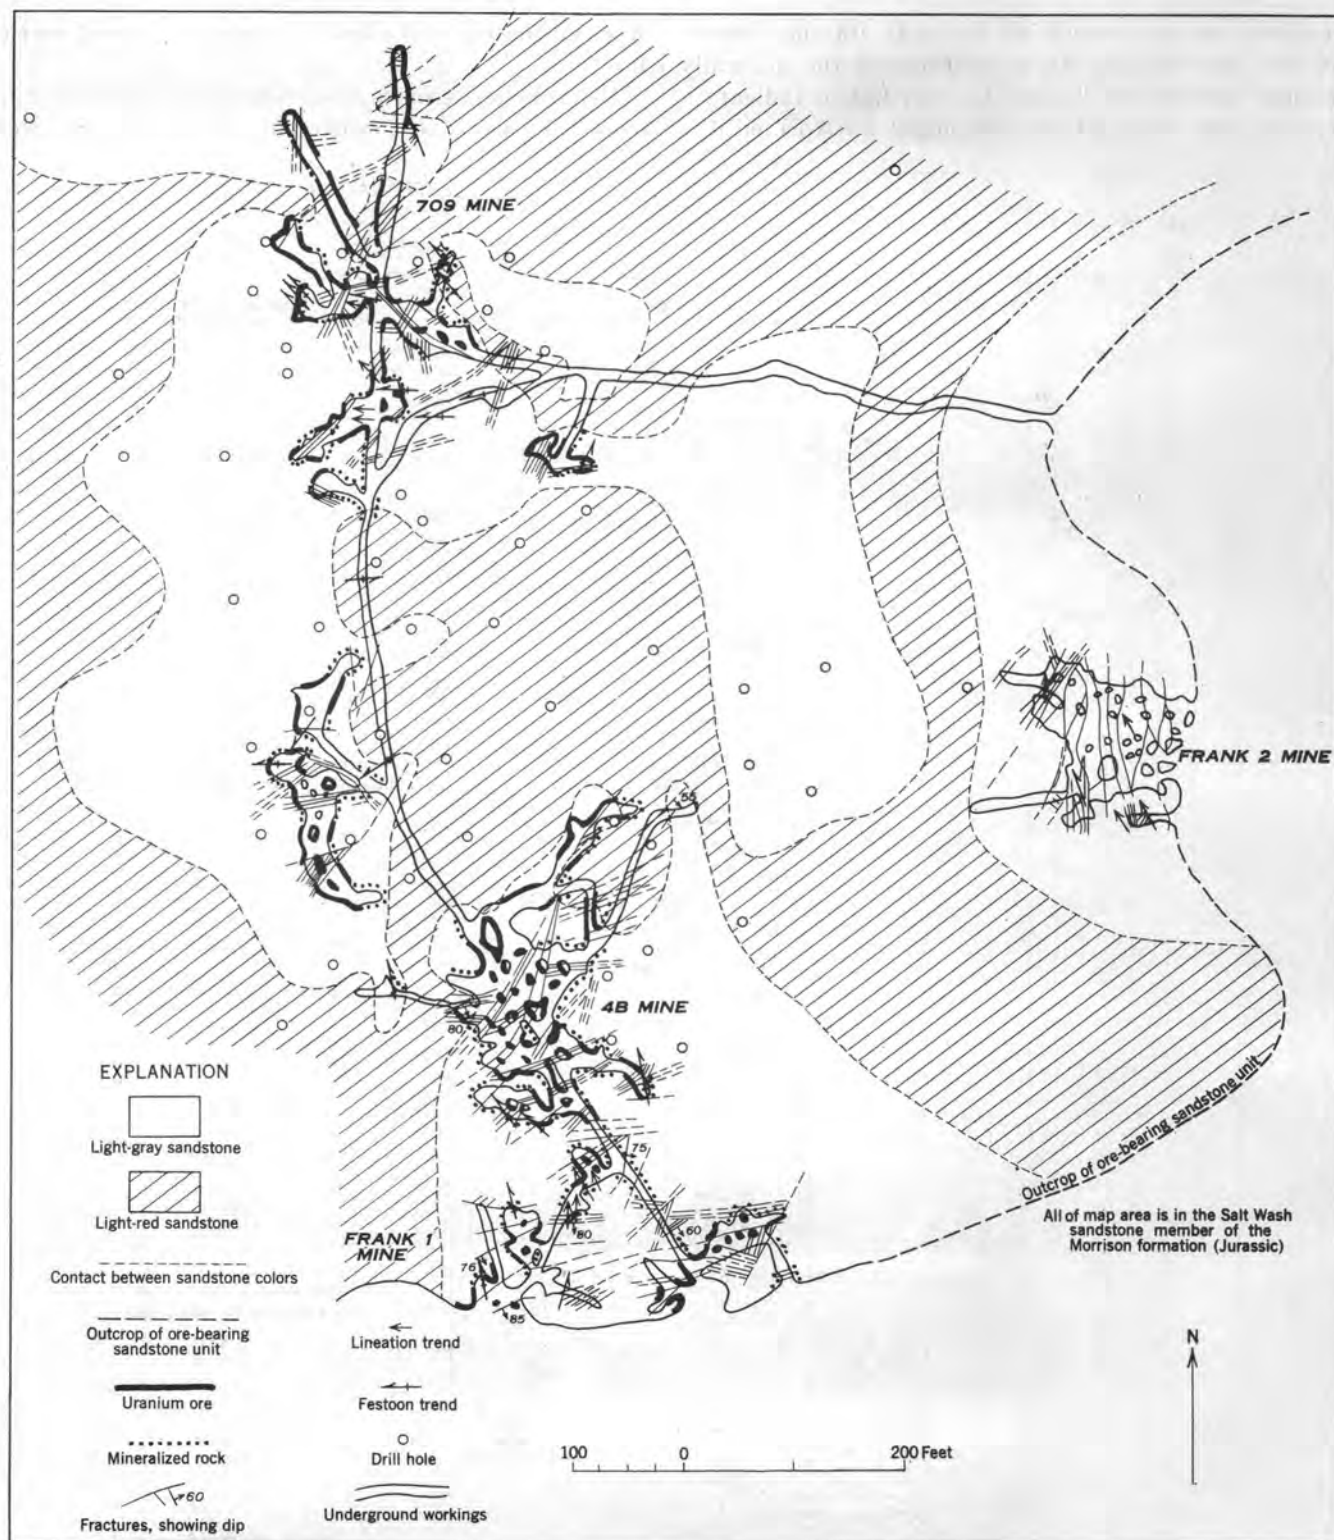 709 MINE
FRANK 2 MINE
55
4B MINE
80
75
80
60
FRANK 1
MINE
76
85
Outcrop of ore-bearing sandstone unit
All of map area is in the Salt Wash
sandstone member of the
Morrison formation (Jurassic)
N
EXPLANATION
Light-gray sandstone
Light-red sandstone
Contact between sandstone colors
Outcrop of ore-bearing
sandstone unit
Uranium ore
Mineralized rock
60
Fractures, showing dip
Lineation trend
Festoon trend
Drill hole
Underground workings
100 0 200 Feet